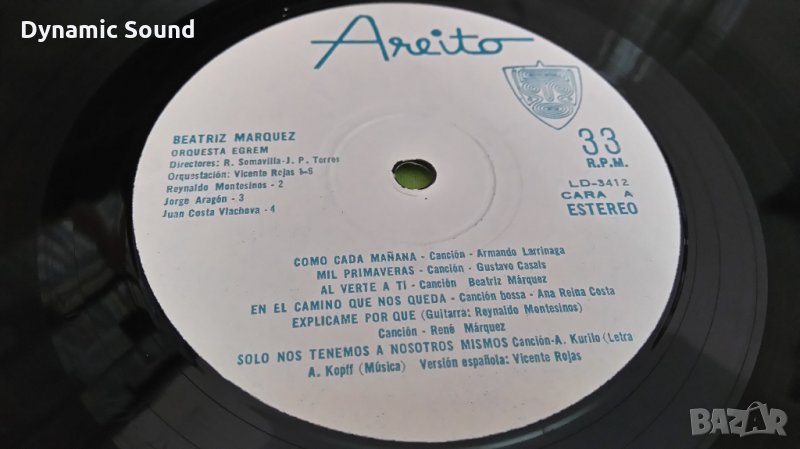 Dynamic Sound
Areito
BEATRIZ MARQUEZ
ORQUESTA EGREM
Directores: R. Somavilla-J. P. Torres
Orquestación: Vicente Rojas 1-5
Reynaldo Montesinos - 2
Jorge Aragón - 3
Juan Costa Vlachova - 4
33
R.P.M.
LD-3412
CARA A
ESTEREO
COMO CADA MAÑANA - Canción - Armando Larrinaga
MIL PRIMAVERAS - Canción - Gustavo Casals
AL VERTE A TI - Canción Beatriz Márquez
EN EL CAMINO QUE NOS QUEDA - Canción bossa - Ana Reina Costa
EXPLICAME POR QUE (Guitarra: Reynaldo Montesinos)
Canción - René Márquez
SOLO NOS TENEMOS A NOSOTROS MISMOS Canción-A. Kurilo (Letra
A. Kopff (Música) Versión española: Vicente Rojas
BAZAR
bg